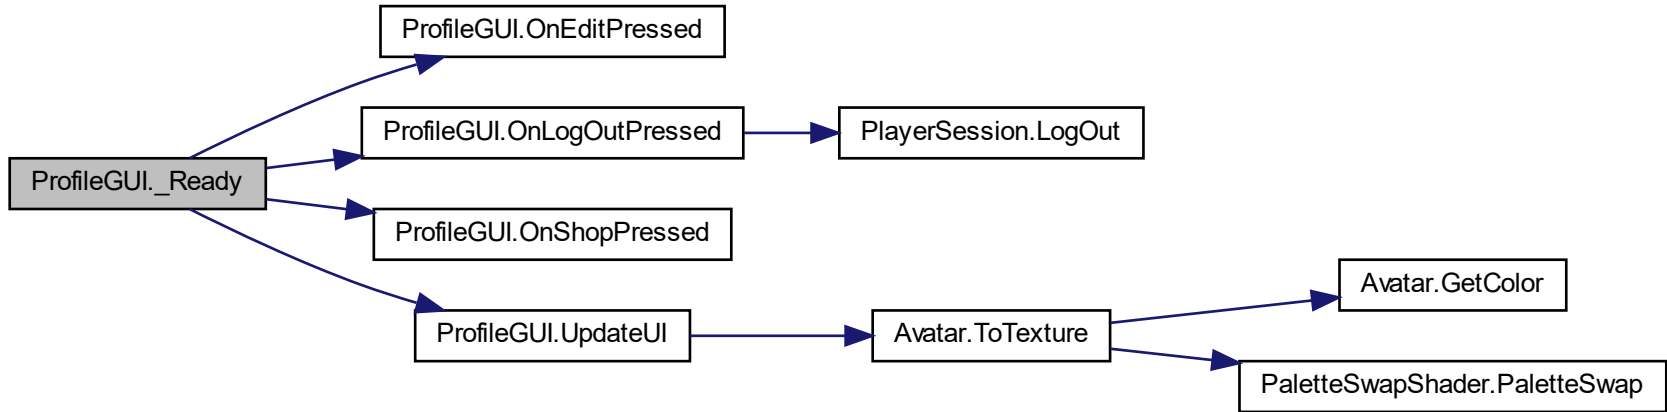 ProfileGUI.OnEditPressed
ProfileGUI.OnLogOutPressed
PlayerSession.LogOut
ProfileGUI._Ready
ProfileGUI.OnShopPressed
Avatar.GetColor
ProfileGUI.UpdateUI
Avatar.ToTexture
PaletteSwapShader.PaletteSwap